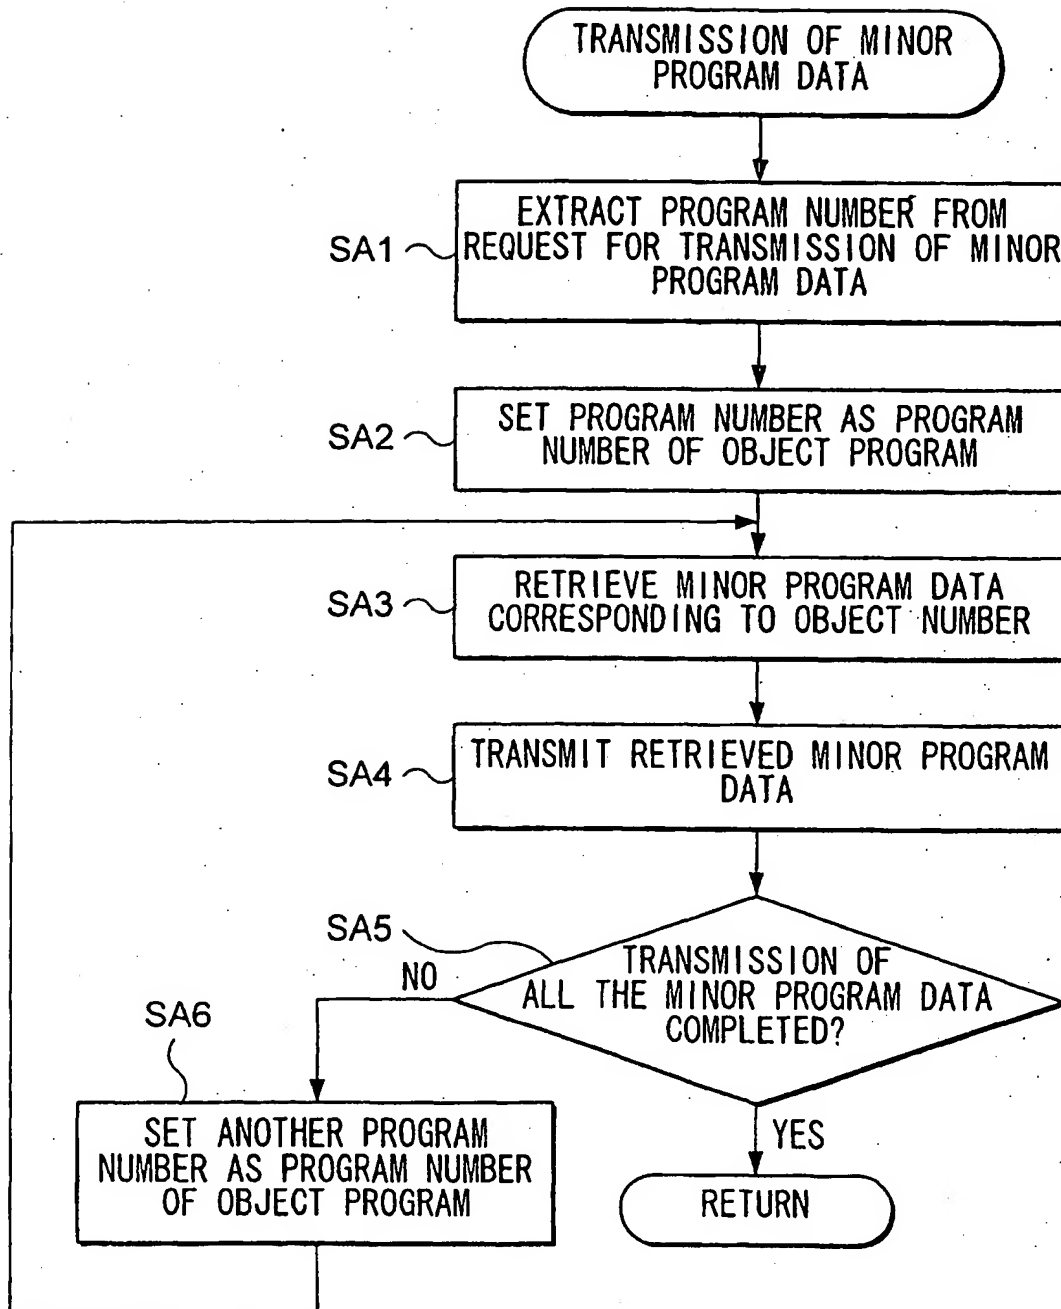 TRANSMISSION OF MINOR
PROGRAM DATA
SA1
EXTRACT PROGRAM NUMBER FROM
REQUEST FOR TRANSMISSION OF MINOR
PROGRAM DATA
SA2
SET PROGRAM NUMBER AS PROGRAM
NUMBER OF OBJECT PROGRAM
SA3
RETRIEVE MINOR PROGRAM DATA
CORRESPONDING TO OBJECT NUMBER
SA4
TRANSMIT RETRIEVED MINOR PROGRAM
DATA
SA5
TRANSMISSION OF
ALL THE MINOR PROGRAM DATA
COMPLETED?
NO
SA6
SET ANOTHER PROGRAM
NUMBER AS PROGRAM NUMBER
OF OBJECT PROGRAM
YES
RETURN